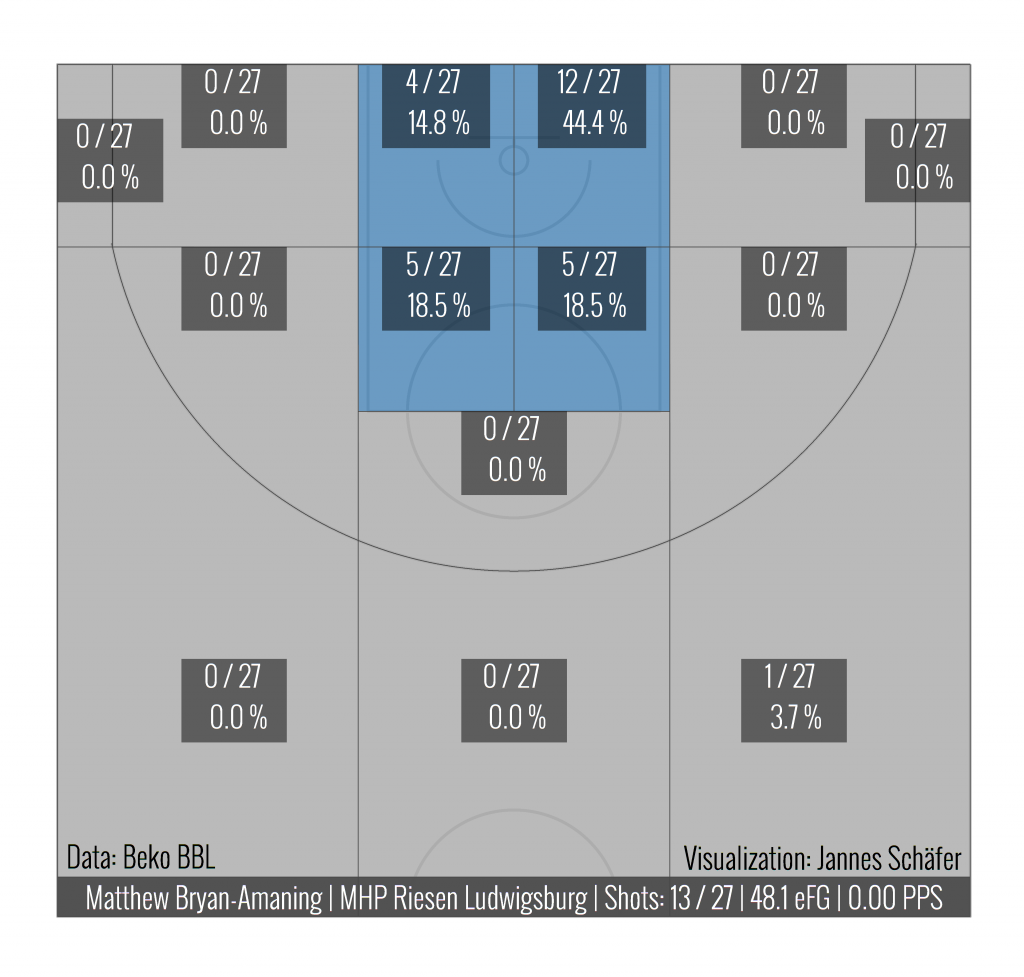 0 / 27
0.0 %
4 / 27
14.8 %
12 / 27
44.4 %
0 / 27
0.0 %
0 / 27
0.0 %
0 / 27
0.0 %
0 / 27
0.0 %
5 / 27
18.5 %
5 / 27
18.5 %
0 / 27
0.0 %
0 / 27
0.0 %
0 / 27
0.0 %
0 / 27
0.0 %
1 / 27
3.7 %
Data: Beko BBL
Visualization: Jannes Schäfer
Matthew Bryan-Amaning | MHP Riesen Ludwigsburg | Shots: 13 / 27 | 48.1 eFG | 0.00 PPS